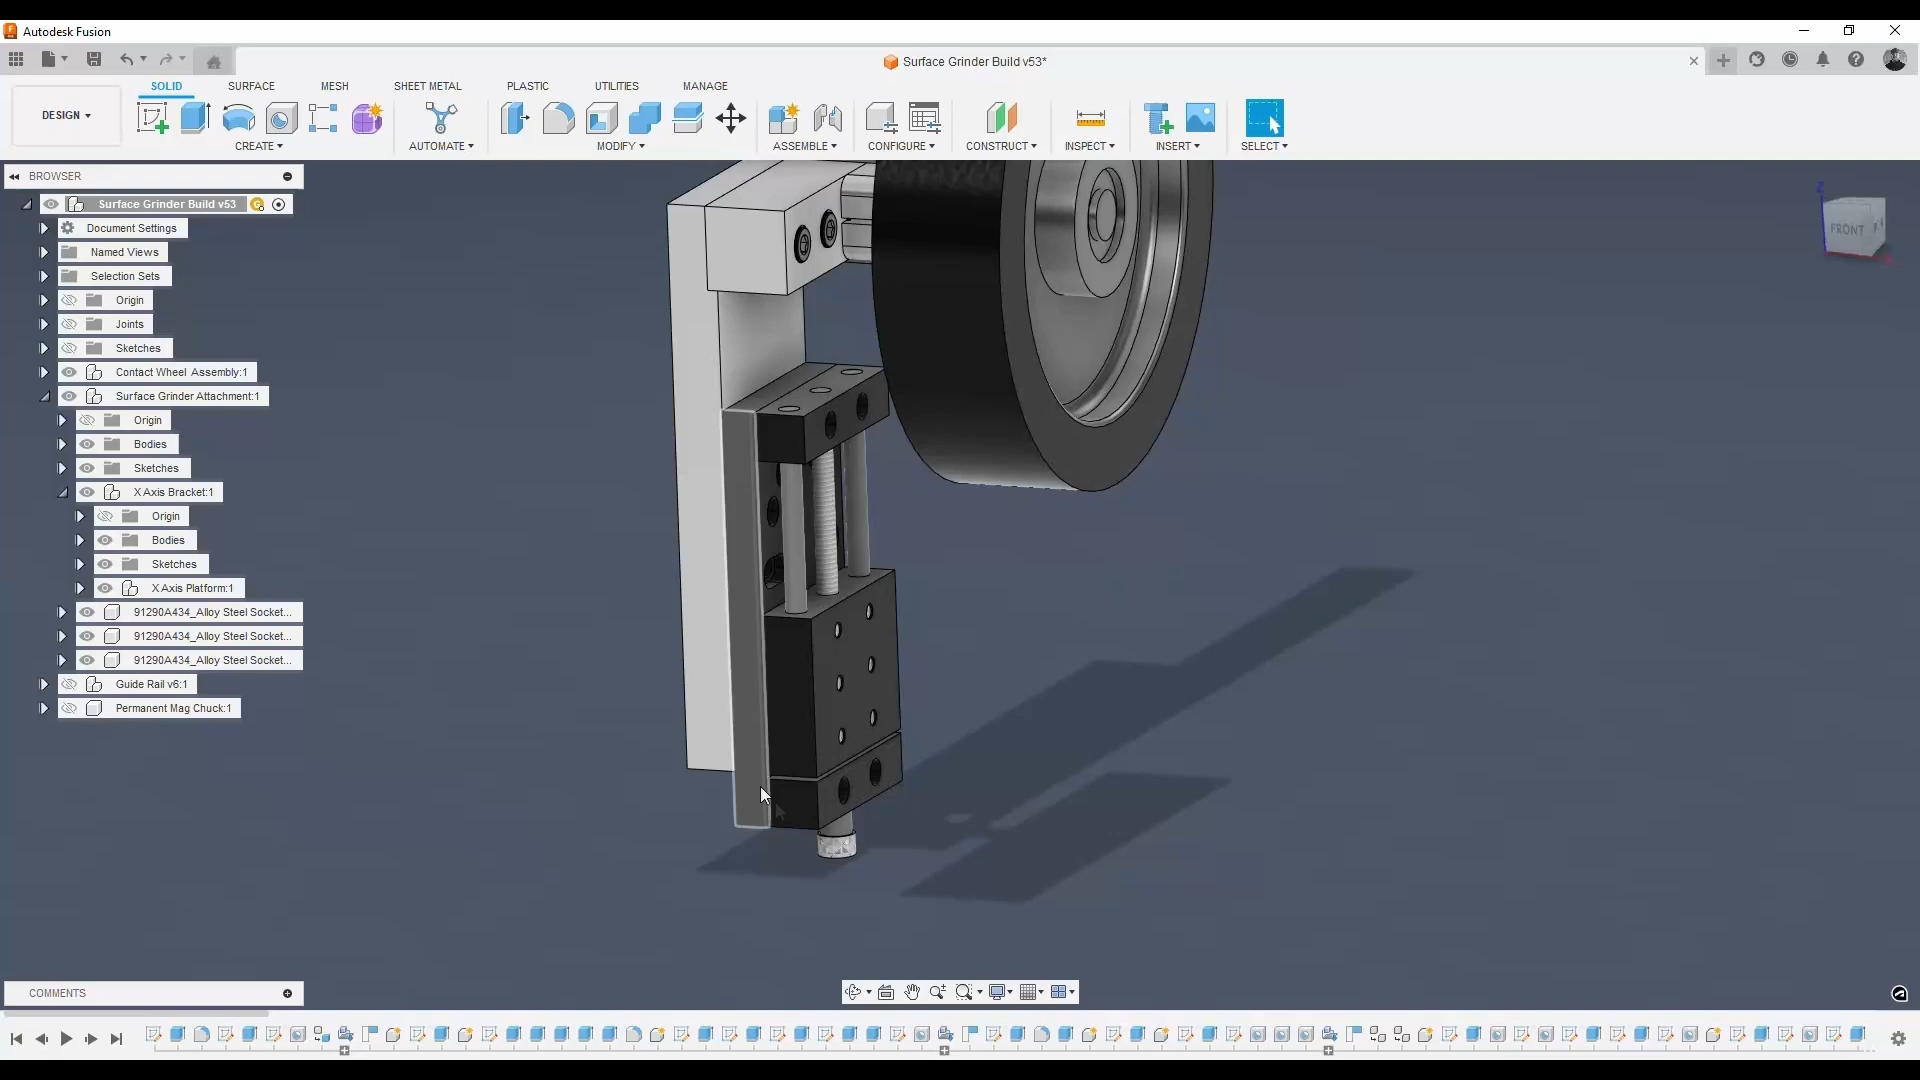 Autodesk Fusion
Surface Grinder Build v53*
SOLID SURFACE MESH SHEET METAL PLASTIC UTILITIES MANAGE
DESIGN
CREATE AUTOMATE MODIFY ASSEMBLE CONFIGURE CONSTRUCT INSPECT INSERT SELECT
BROWSER
Surface Grinder Build v53
Document Settings
Named Views
Selection Sets
Origin
Joints
Sketches
Contact Wheel Assembly:1
Surface Grinder Attachment:1
Origin
Bodies
Sketches
X Axis Bracket:1
Origin
Bodies
Sketches
X Axis Platform:1
91290A434_Alloy Steel Socket...
91290A434_Alloy Steel Socket...
91290A434_Alloy Steel Socket...
Guide Rail v6:1
Permanent Mag Chuck:1
Z
FRONT
X
COMMENTS